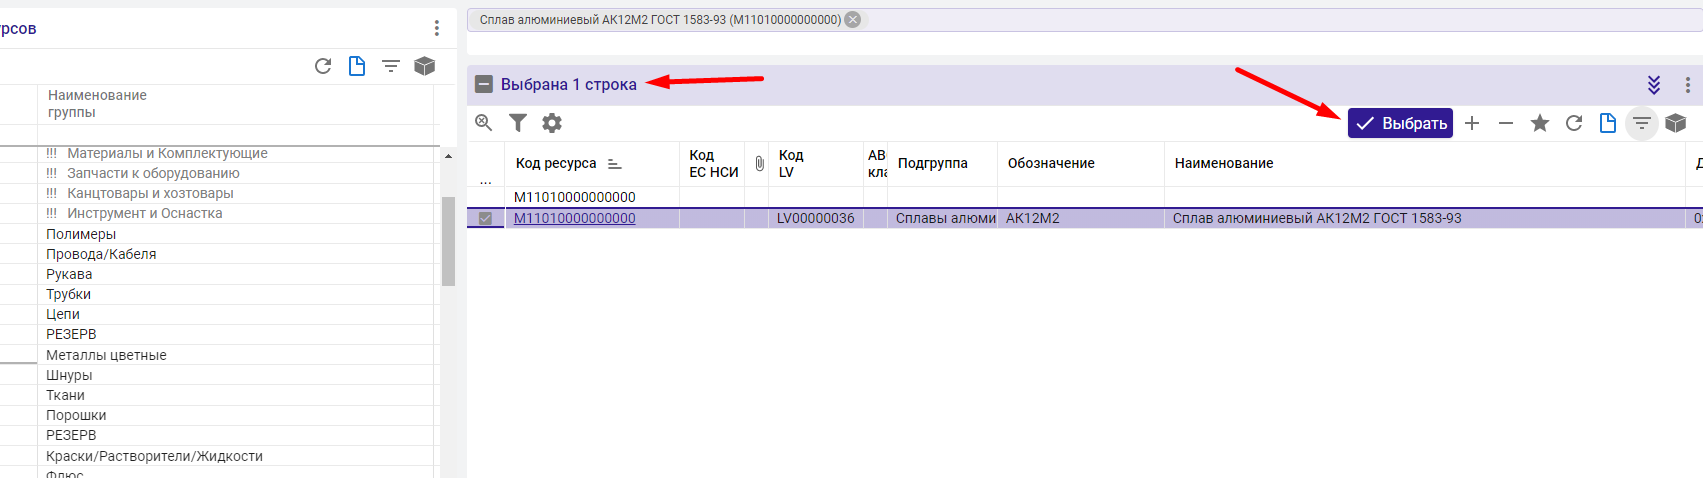 урсов
Наименование
группы
!!! Материалы и Комплектующие
!!! Запчасти к оборудованию
!!! Канцтовары и хозтовары
!!! Инструмент и Оснастка
Полимеры
Провода/Кабеля
Рукава
Трубки
Цепи
РЕЗЕРВ
Металлы цветные
Шнуры
Ткани
Порошки
РЕЗЕРВ
Краски/Растворители/Жидкости
Флюс
Сплав алюминиевый АК12М2 ГОСТ 1583-93 (М11010000000000)
Выбрана 1 строка
Выбрать
... Код ресурса Код ЕС НСИ Код LV АВ кла Подгруппа Обозначение Наименование Д
М11010000000000
М11010000000000 LV00000036 Сплавы алюми АК12М2 Сплав алюминиевый АК12М2 ГОСТ 1583-93 0